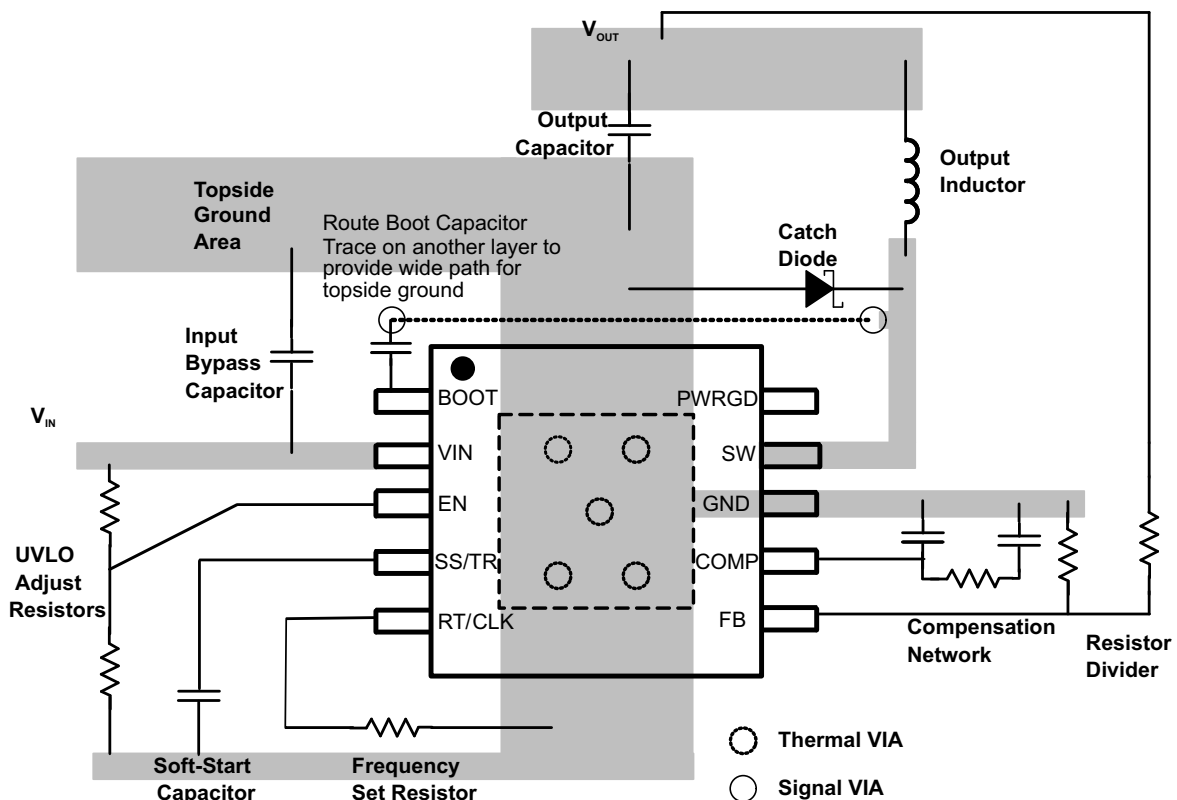 VOUT
Output
Capacitor
Output
Inductor
Topside
Ground
Area
Route Boot Capacitor
Trace on another layer to
provide wide path for
topside ground
Catch
Diode
Input
Bypass
Capacitor
VIN
BOOT
VIN
EN
SS/TR
RT/CLK
PWRGD
SW
GND
COMP
FB
UVLO
Adjust
Resistors
Compensation
Network
Resistor
Divider
Soft-Start
Capacitor
Frequency
Set Resistor
Thermal VIA
Signal VIA